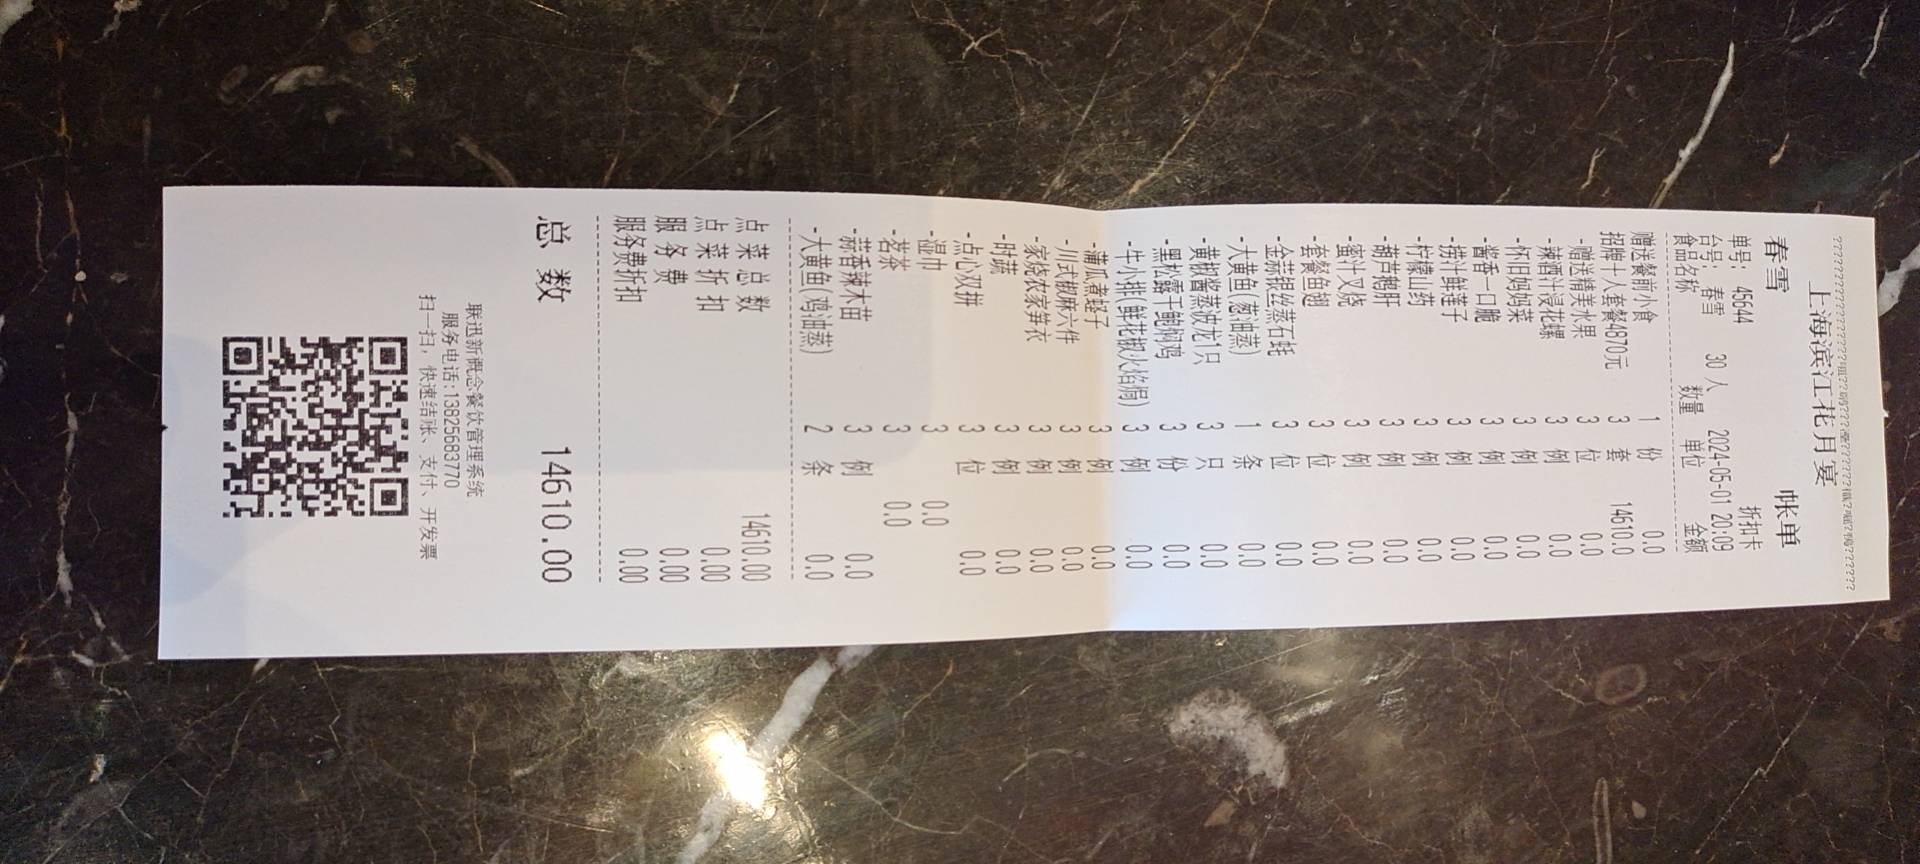 上海滨江花月宴
春雪 帐单
单号: 45644 折扣卡
台号: 春雪 30 人 2024-05-01 20:09
食品名称 数量 单位 金额
赠送餐前小食 1 份 0.0
招牌十人套餐4870元 3 套 14610.0
-赠送精美水果 3 位 0.0
-辣酒汁浸花螺 3 例 0.0
-怀旧妈妈菜 3 例 0.0
-酱香一口脆 3 例 0.0
-捞汁鲜莲子 3 例 0.0
-柠檬山药 3 例 0.0
-葫芦鹅肝 3 例 0.0
-蜜汁叉烧 3 例 0.0
-套餐鱼翅 3 位 0.0
-金蒜银丝蒸石蚝 3 位 0.0
-大黄鱼(葱油蒸) 1 条 0.0
-黄椒酱蒸波龙1只 3 只 0.0
-黑松露干鲍焖鸡 3 份 0.0
-牛小排(鲜花椒火焰焗) 3 例 0.0
-蒲瓜煮蛏子 3 例 0.0
-川式椒麻六件 3 例 0.0
-家烧农家笋衣 3 例 0.0
-时蔬 3 例 0.0
-点心双拼 3 位 0.0
-湿巾 3 0.0
-茗茶 3 0.0
-蒜香辣木苗 3 例 0.0
-大黄鱼(鸡油蒸) 2 条 0.0
点 菜 总 数 14610.00
点 菜 折 扣 0.00
服 务 费 0.00
服务费折扣 0.00
总 数 14610.00
联迅新概念餐饮管理系统
服务电话:13825683770
扫一扫, 快速结账、支付、开发票